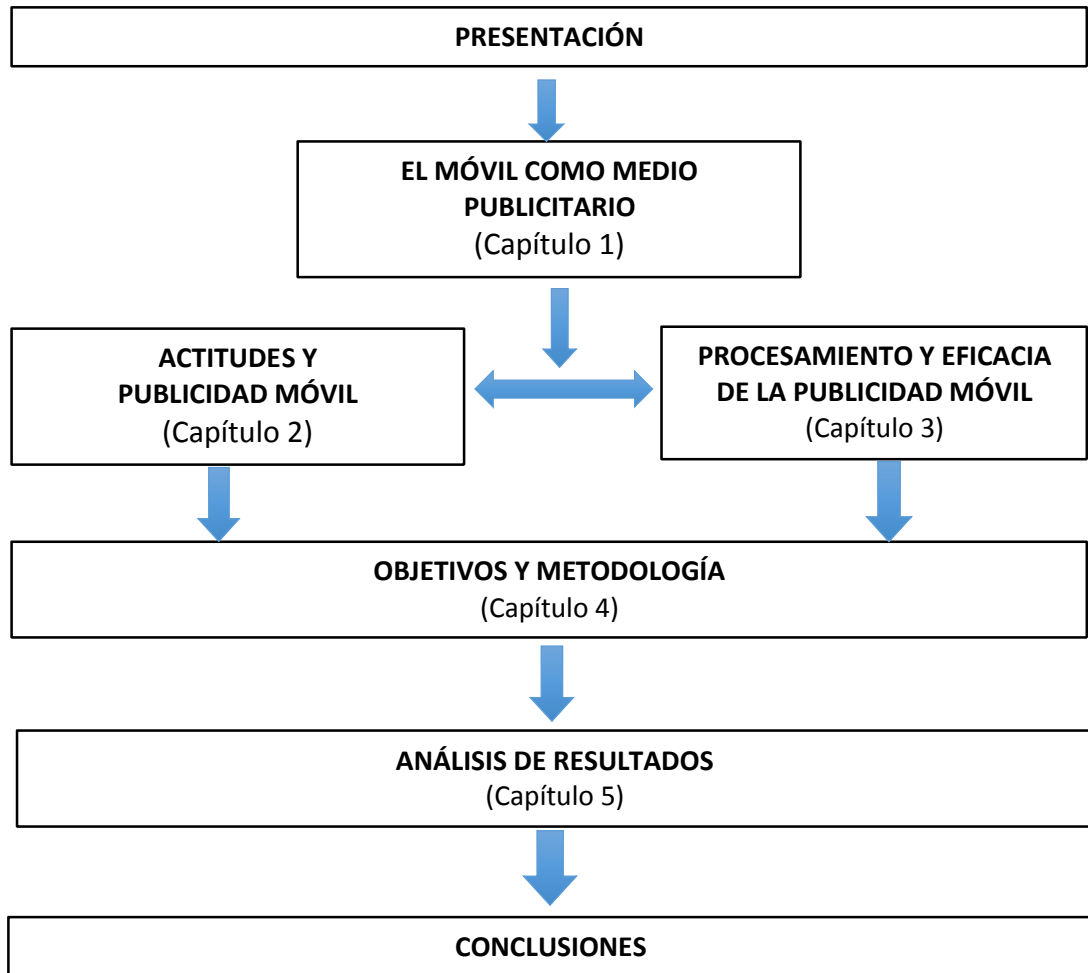 PRESENTACIÓN
EL MÓVIL COMO MEDIO
PUBLICITARIO
(Capítulo 1)
ACTITUDES Y
PUBLICIDAD MÓVIL
(Capítulo 2)
PROCESAMIENTO Y EFICACIA
DE LA PUBLICIDAD MÓVIL
(Capítulo 3)
OBJETIVOS Y METODOLOGÍA
(Capítulo 4)
ANÁLISIS DE RESULTADOS
(Capítulo 5)
CONCLUSIONES